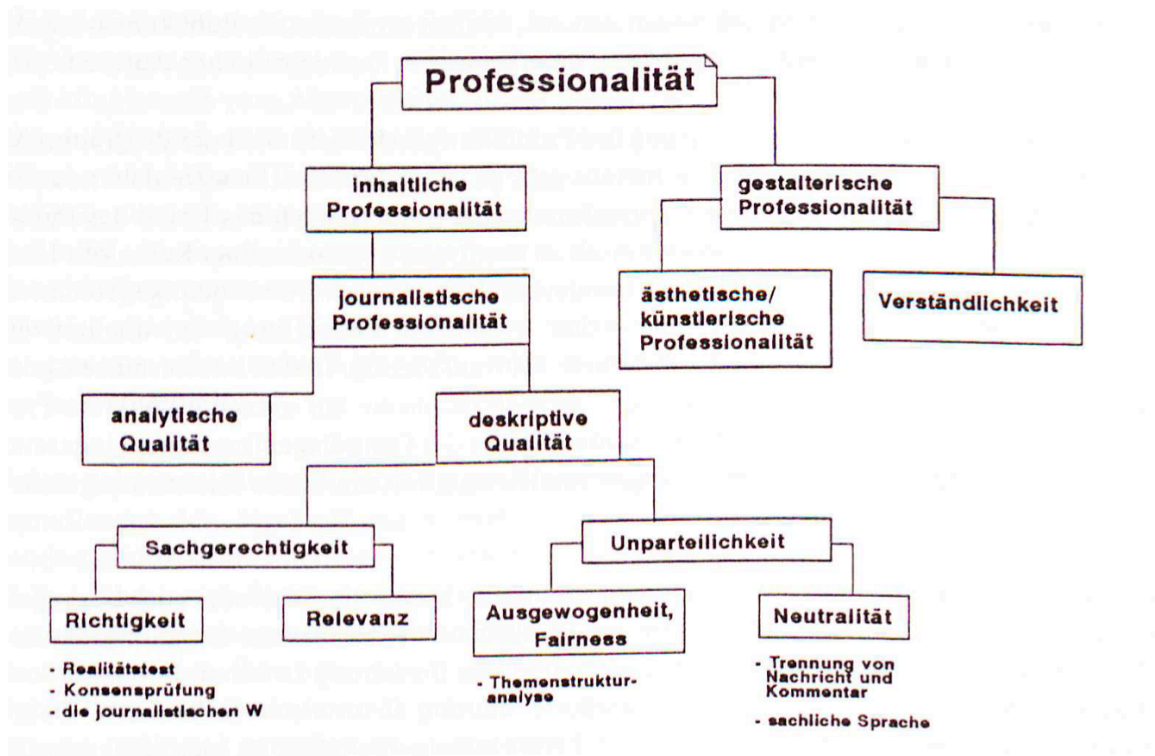 Professionalität
inhaltliche
Professionalität
gestalterische
Professionalität
journalistische
Professionalität
ästhetische/
künstlerische
Professionalität
Verständlichkeit
analytische
Qualität
deskriptive
Qualität
Sachgerechtigkeit
Unparteilichkeit
Richtigkeit
Relevanz
Ausgewogenheit,
Fairness
Neutralität
- Realitätstest
- Konsensprüfung
- die journalistischen W
- Themenstruktur-
analyse
- Trennung von
Nachricht und
Kommentar
- sachliche Sprache